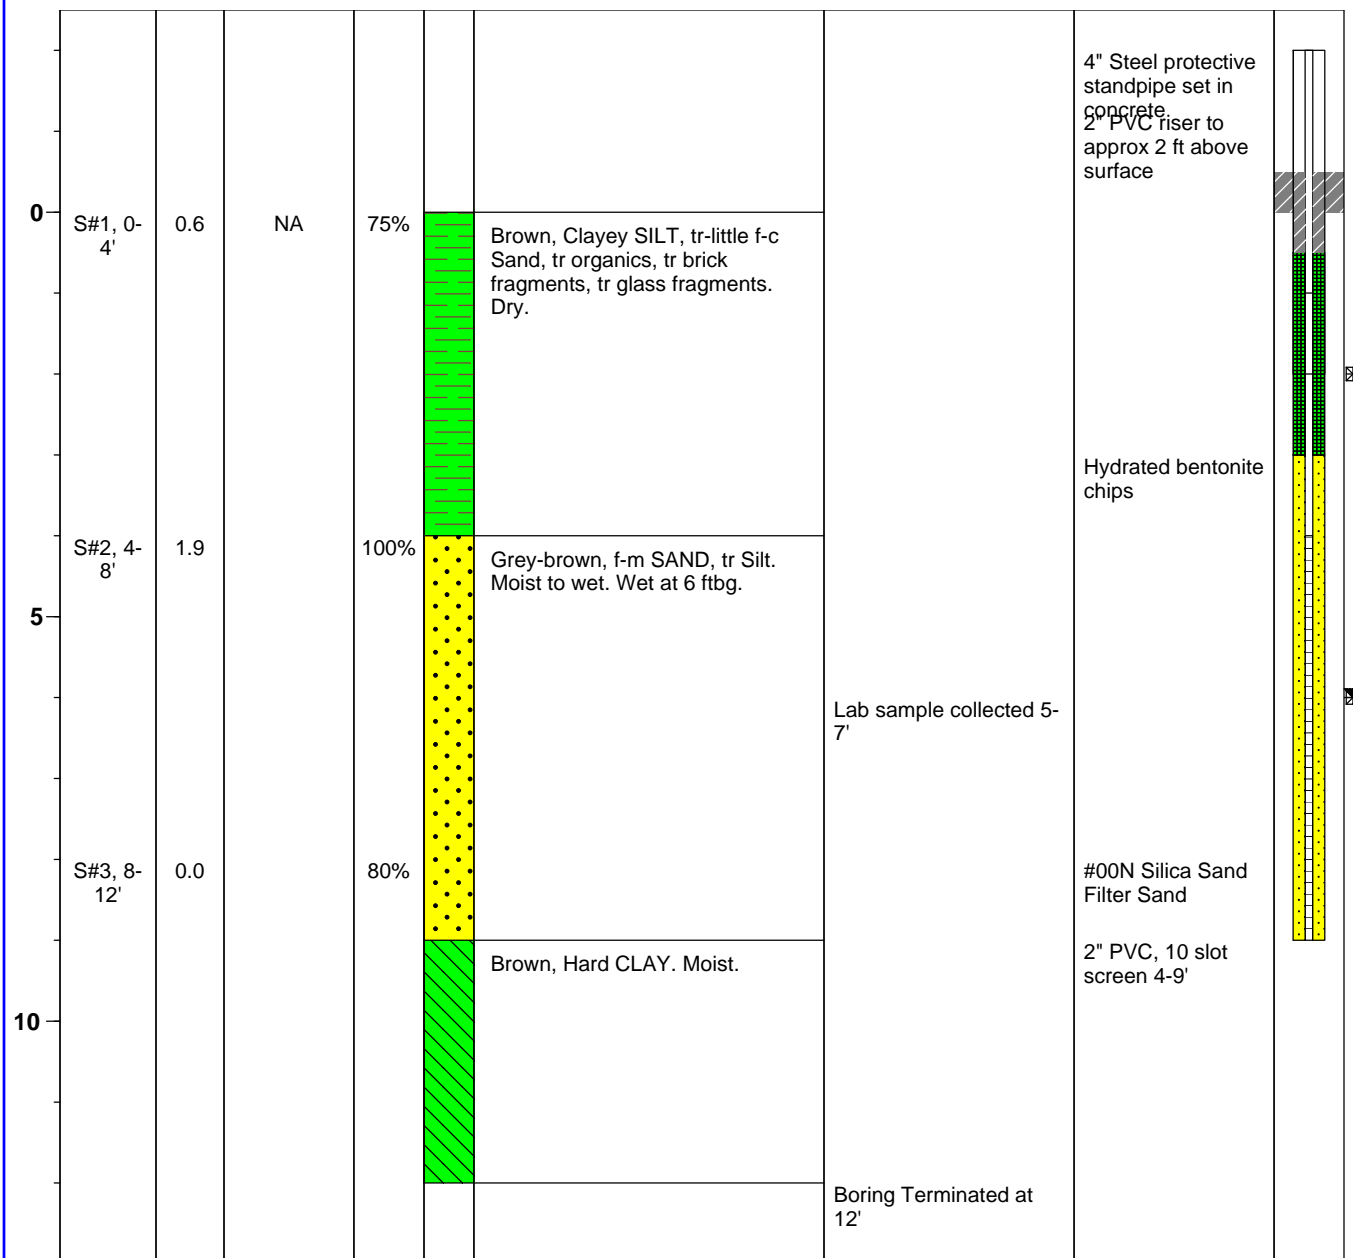 4" Steel protective
standpipe set in
concrete
2" PVC riser to
approx 2 ft above
surface
0
S#1, 0-
4'
0.6
NA
75%
Brown, Clayey SILT, tr-little f-c
Sand, tr organics, tr brick
fragments, tr glass fragments.
Dry.
Hydrated bentonite
chips
S#2, 4-
8'
1.9
100%
Grey-brown, f-m SAND, tr Silt.
Moist to wet. Wet at 6 ftbg.
5
Lab sample collected 5-
7'
S#3, 8-
12'
0.0
80%
#00N Silica Sand
Filter Sand
Brown, Hard CLAY. Moist.
2" PVC, 10 slot
screen 4-9'
10
Boring Terminated at
12'